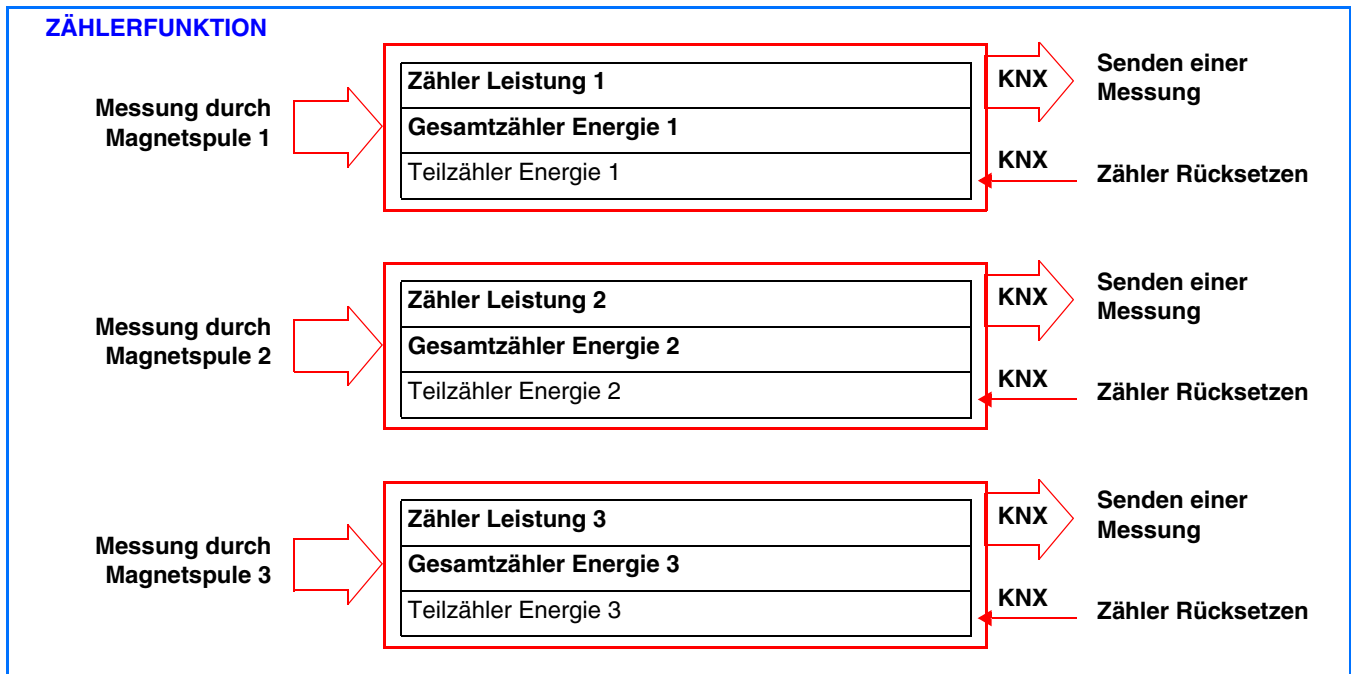 ZÄHLERFUNKTION
Messung durch
Magnetspule 1
Zähler Leistung 1
Gesamtzähler Energie 1
Teilzähler Energie 1
KNX
Senden einer
Messung
KNX
Zähler Rücksetzen
Messung durch
Magnetspule 2
Zähler Leistung 2
Gesamtzähler Energie 2
Teilzähler Energie 2
KNX
Senden einer
Messung
KNX
Zähler Rücksetzen
Messung durch
Magnetspule 3
Zähler Leistung 3
Gesamtzähler Energie 3
Teilzähler Energie 3
KNX
Senden einer
Messung
KNX
Zähler Rücksetzen